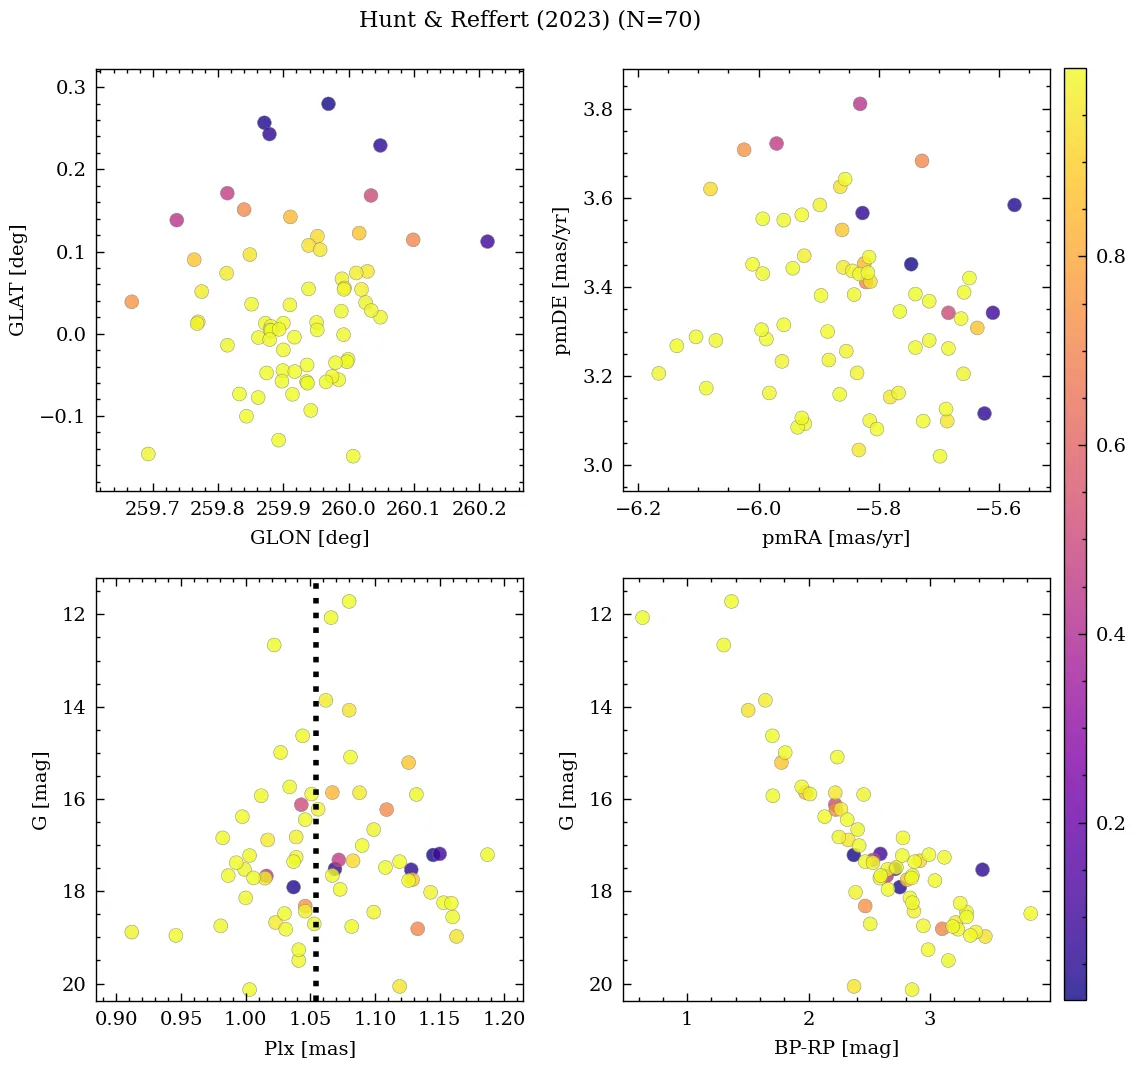 Hunt & Reffert (2023) (N=70)
0.3
0.2
0.1
0.0
−0.1
GLAT [deg]
259.7 259.8 259.9 260.0 260.1 260.2
GLON [deg]
3.8
3.6
3.4
3.2
3.0
pmDE [mas/yr]
−6.2 −6.0 −5.8 −5.6
pmRA [mas/yr]
12
14
16
18
20
G [mag]
0.90 0.95 1.00 1.05 1.10 1.15 1.20
Plx [mas]
12
14
16
18
20
G [mag]
1 2 3
BP-RP [mag]
0.8
0.6
0.4
0.2